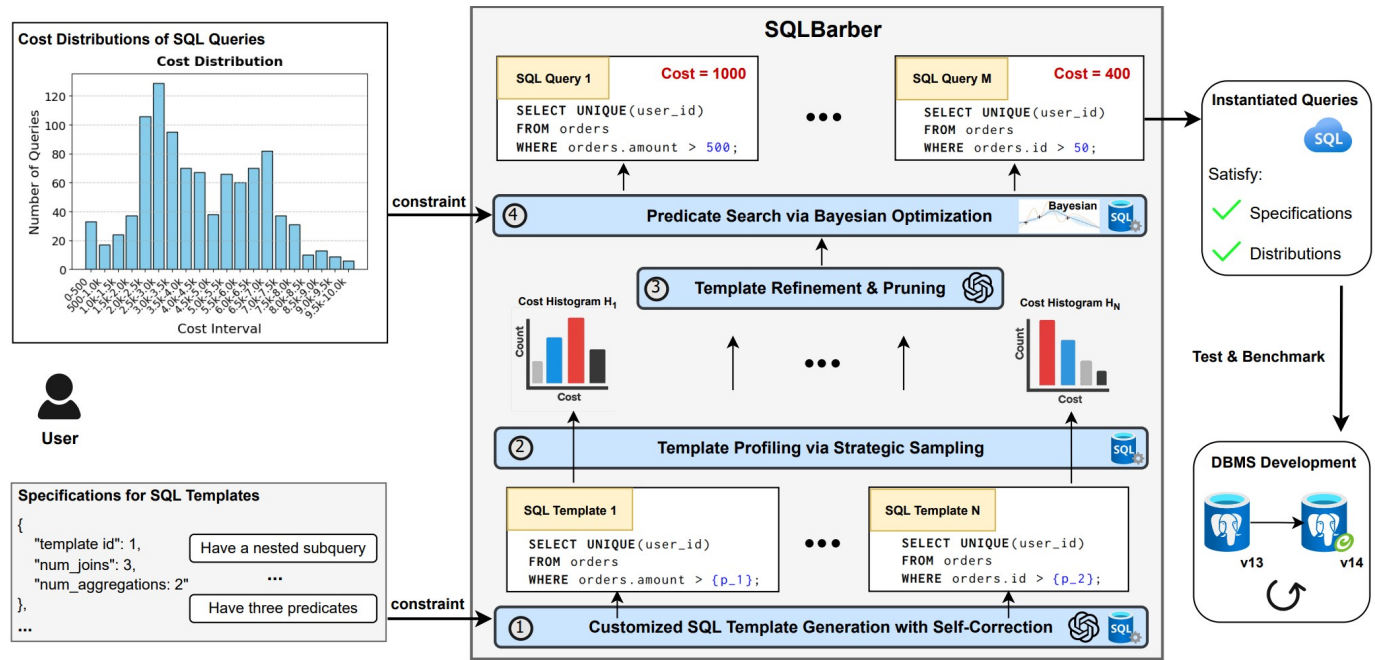 Cost Distributions of SQL Queries
Cost Distribution
Number of Queries
120
100
80
60
40
20
0
0-500
500-1.0k
1.0k-1.5k
1.5k-2.0k
2.0k-2.5k
2.5k-3.0k
3.0k-3.5k
3.5k-4.0k
4.0k-4.5k
4.5k-5.0k
5.0k-5.5k
5.5k-6.0k
6.0k-6.5k
6.5k-7.0k
7.0k-7.5k
7.5k-8.0k
8.0k-8.5k
8.5k-9.0k
9.0k-9.5k
9.5k-10.0k
Cost Interval
User
Specifications for SQL Templates
{
"template id": 1,
"num_joins": 3,
"num_aggregations: 2"
},
...
Have a nested subquery
...
Have three predicates
constraint
constraint
SQLBarber
SQL Query 1
Cost = 1000
SELECT UNIQUE(user_id)
FROM orders
WHERE orders.amount > 500;
SQL Query M
Cost = 400
SELECT UNIQUE(user_id)
FROM orders
WHERE orders.id > 50;
4
Predicate Search via Bayesian Optimization
Bayesian
SQL
3
Template Refinement & Pruning
Cost Histogram H1
Count
Cost
Cost Histogram HN
Count
Cost
2
Template Profiling via Strategic Sampling
SQL
SQL Template 1
SELECT UNIQUE(user_id)
FROM orders
WHERE orders.amount > {p_1};
SQL Template N
SELECT UNIQUE(user_id)
FROM orders
WHERE orders.id > {p_2};
1
Customized SQL Template Generation with Self-Correction
SQL
Instantiated Queries
SQL
Satisfy:
Specifications
Distributions
Test & Benchmark
DBMS Development
v13
v14